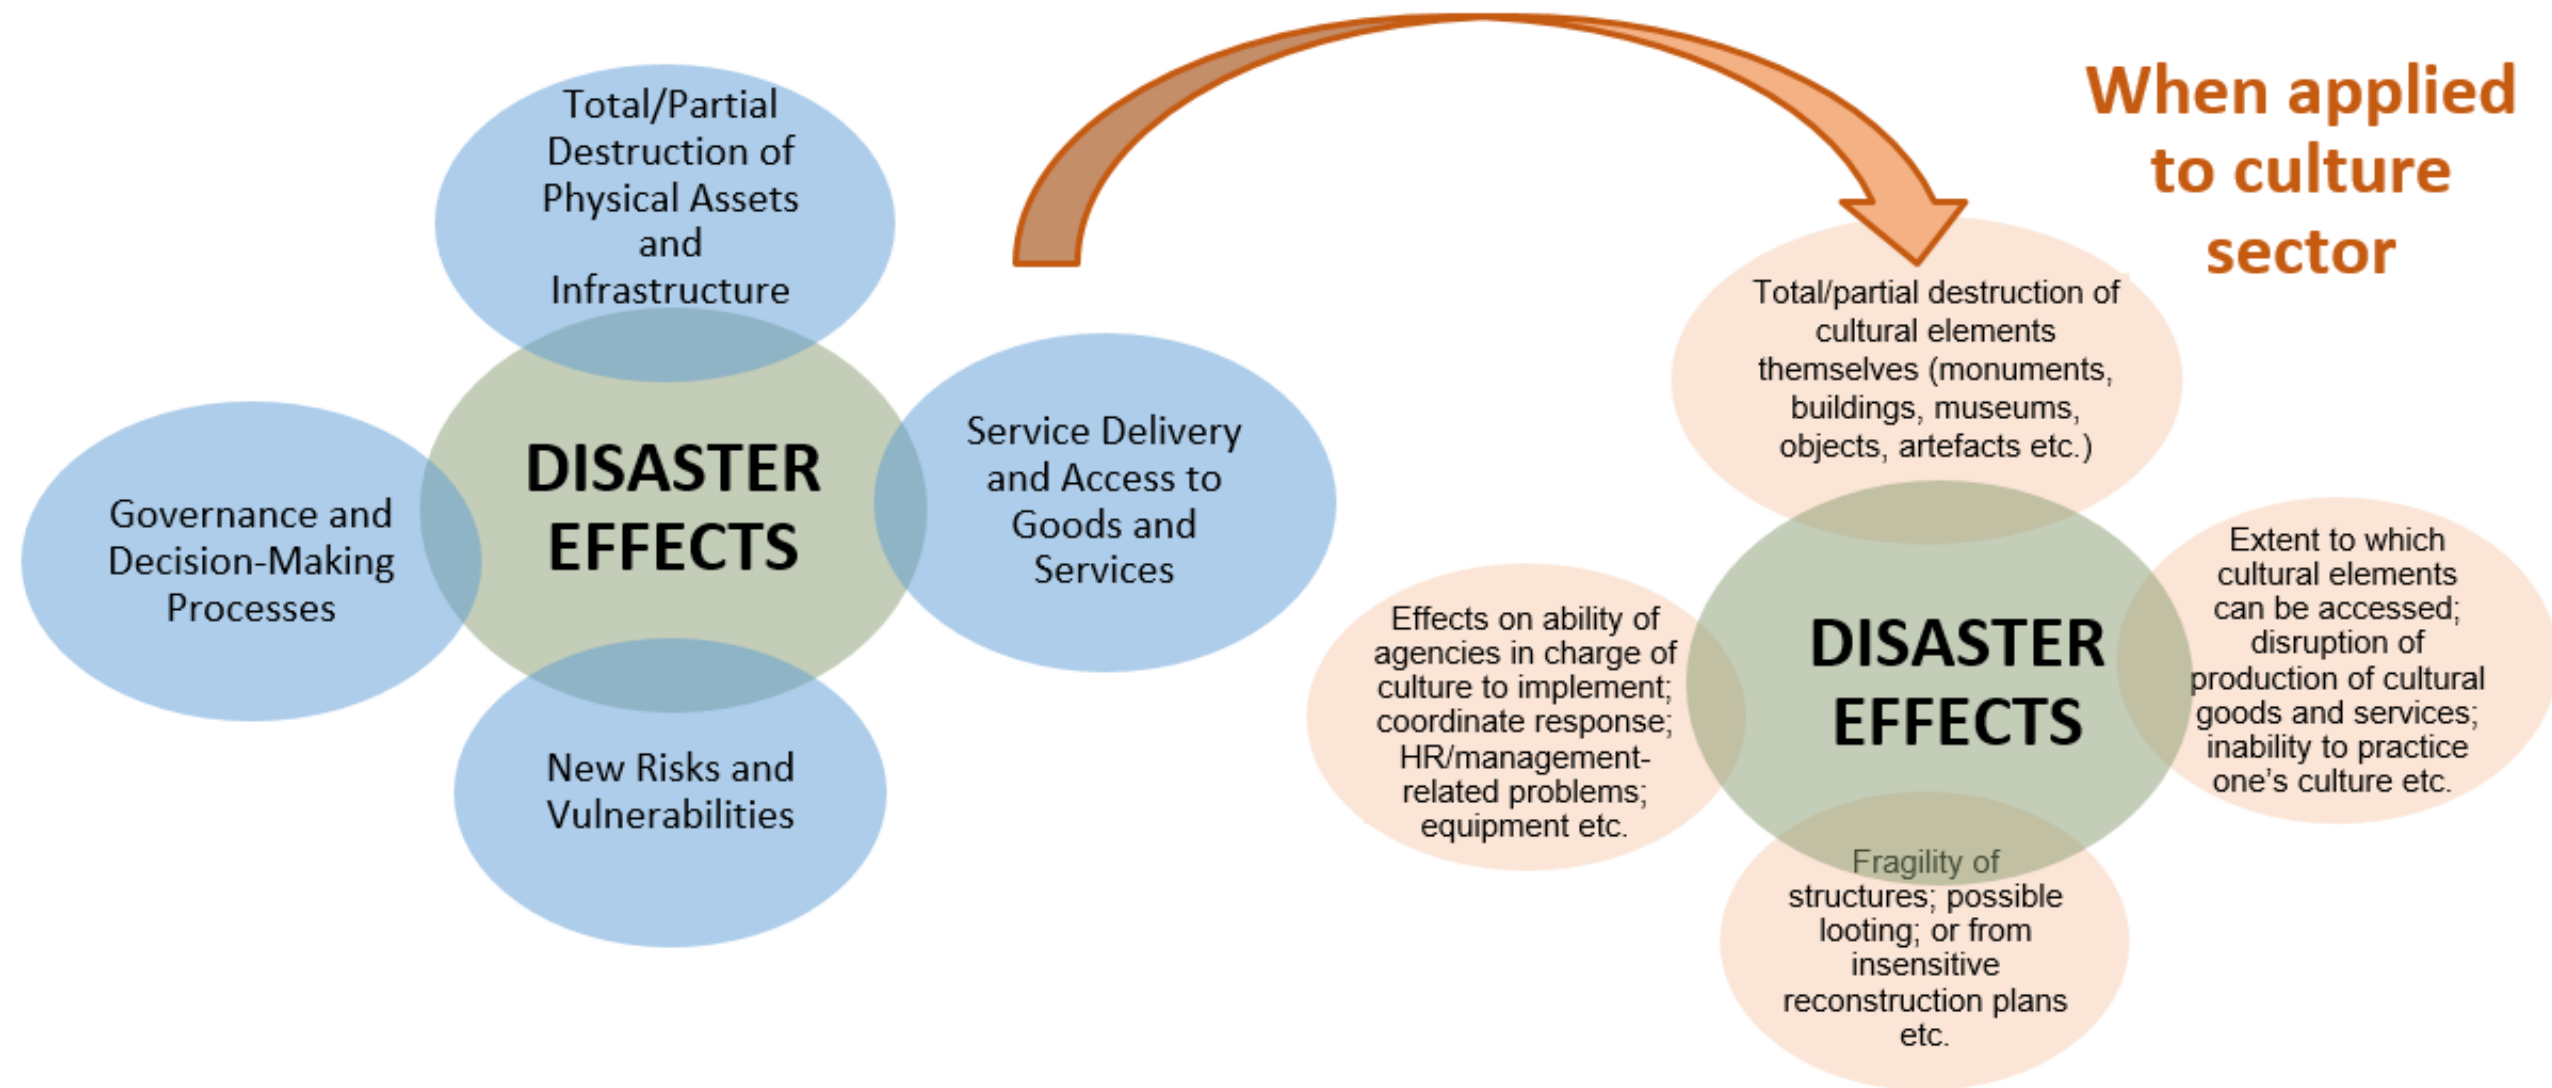 Total/Partial
Destruction of
Physical Assets
and
Infrastructure
DISASTER
EFFECTS
Service Delivery
and Access to
Goods and
Services
Governance and
Decision-Making
Processes
New Risks and
Vulnerabilities
When applied
to culture
sector
Total/partial destruction of
cultural elements
themselves (monuments,
buildings, museums,
objects, artefacts etc.)
DISASTER
EFFECTS
Extent to which
cultural elements
can be accessed;
disruption of
production of cultural
goods and services;
inability to practice
one’s culture etc.
Effects on ability of
agencies in charge of
culture to implement;
coordinate response;
HR/management-
related problems;
equipment etc.
Fragility of
structures; possible
looting; or from
insensitive
reconstruction plans
etc.